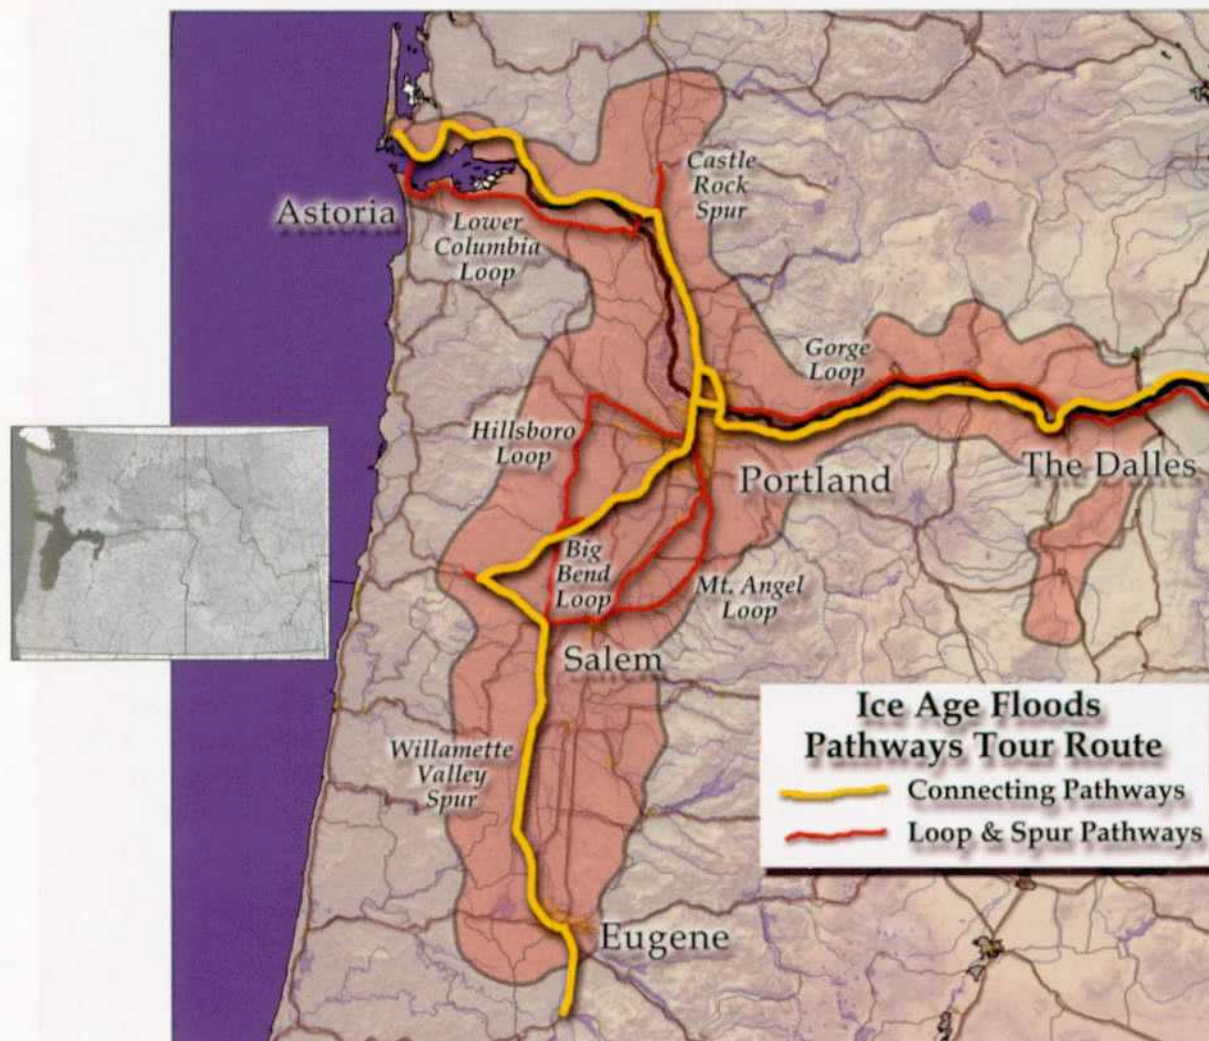 Castle
Rock
Spur
Astoria
Lower
Columbia
Loop
Gorge
Loop
Hillsboro
Loop
Portland
The Dalles
Big
Bend
Loop
Mt. Angel
Loop
Salem
Willamette
Valley
Spur
Eugene
Ice Age Floods
Pathways Tour Route
Connecting Pathways
Loop & Spur Pathways